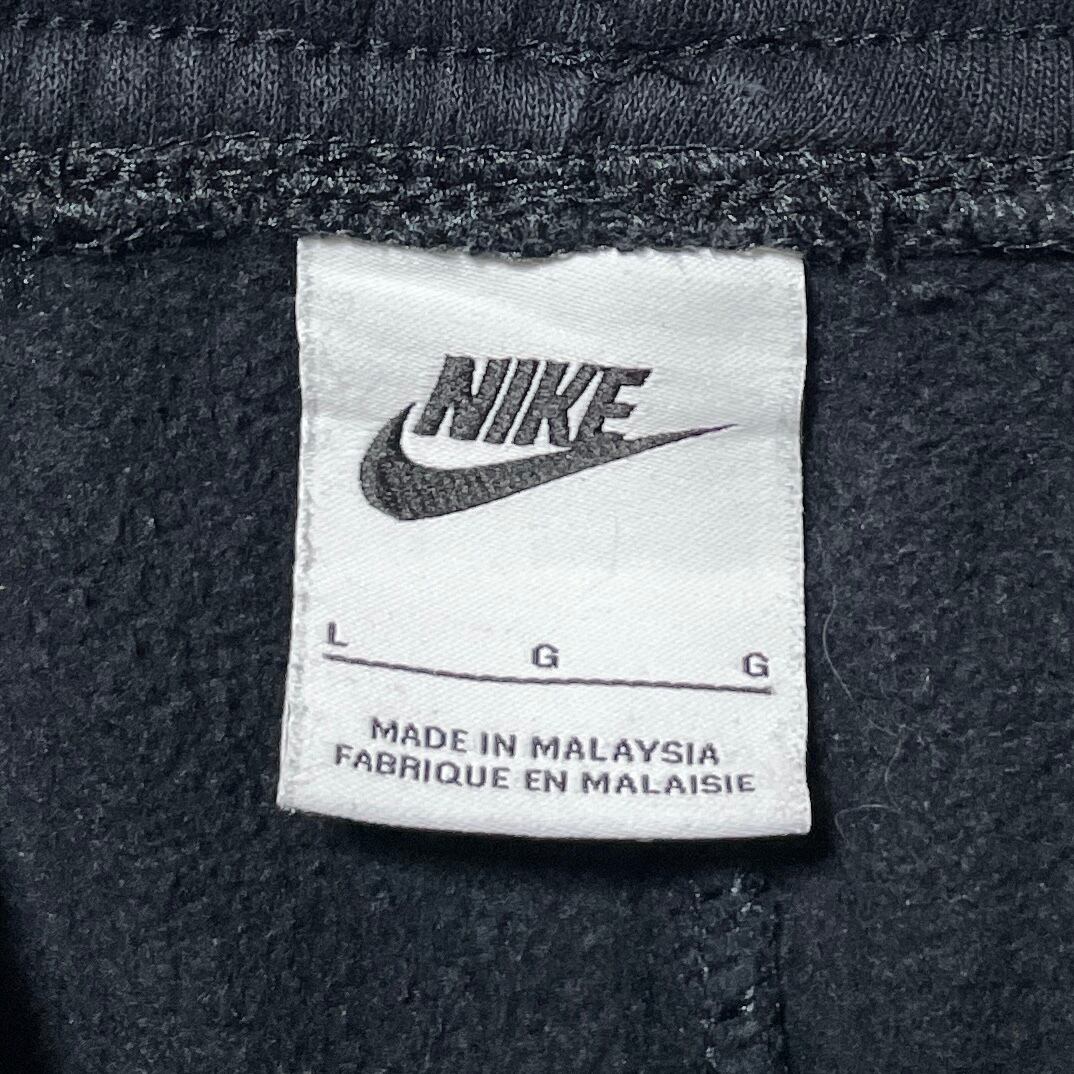 NIKE
L G G
MADE IN MALAYSIA
FABRIQUE EN MALAISIE